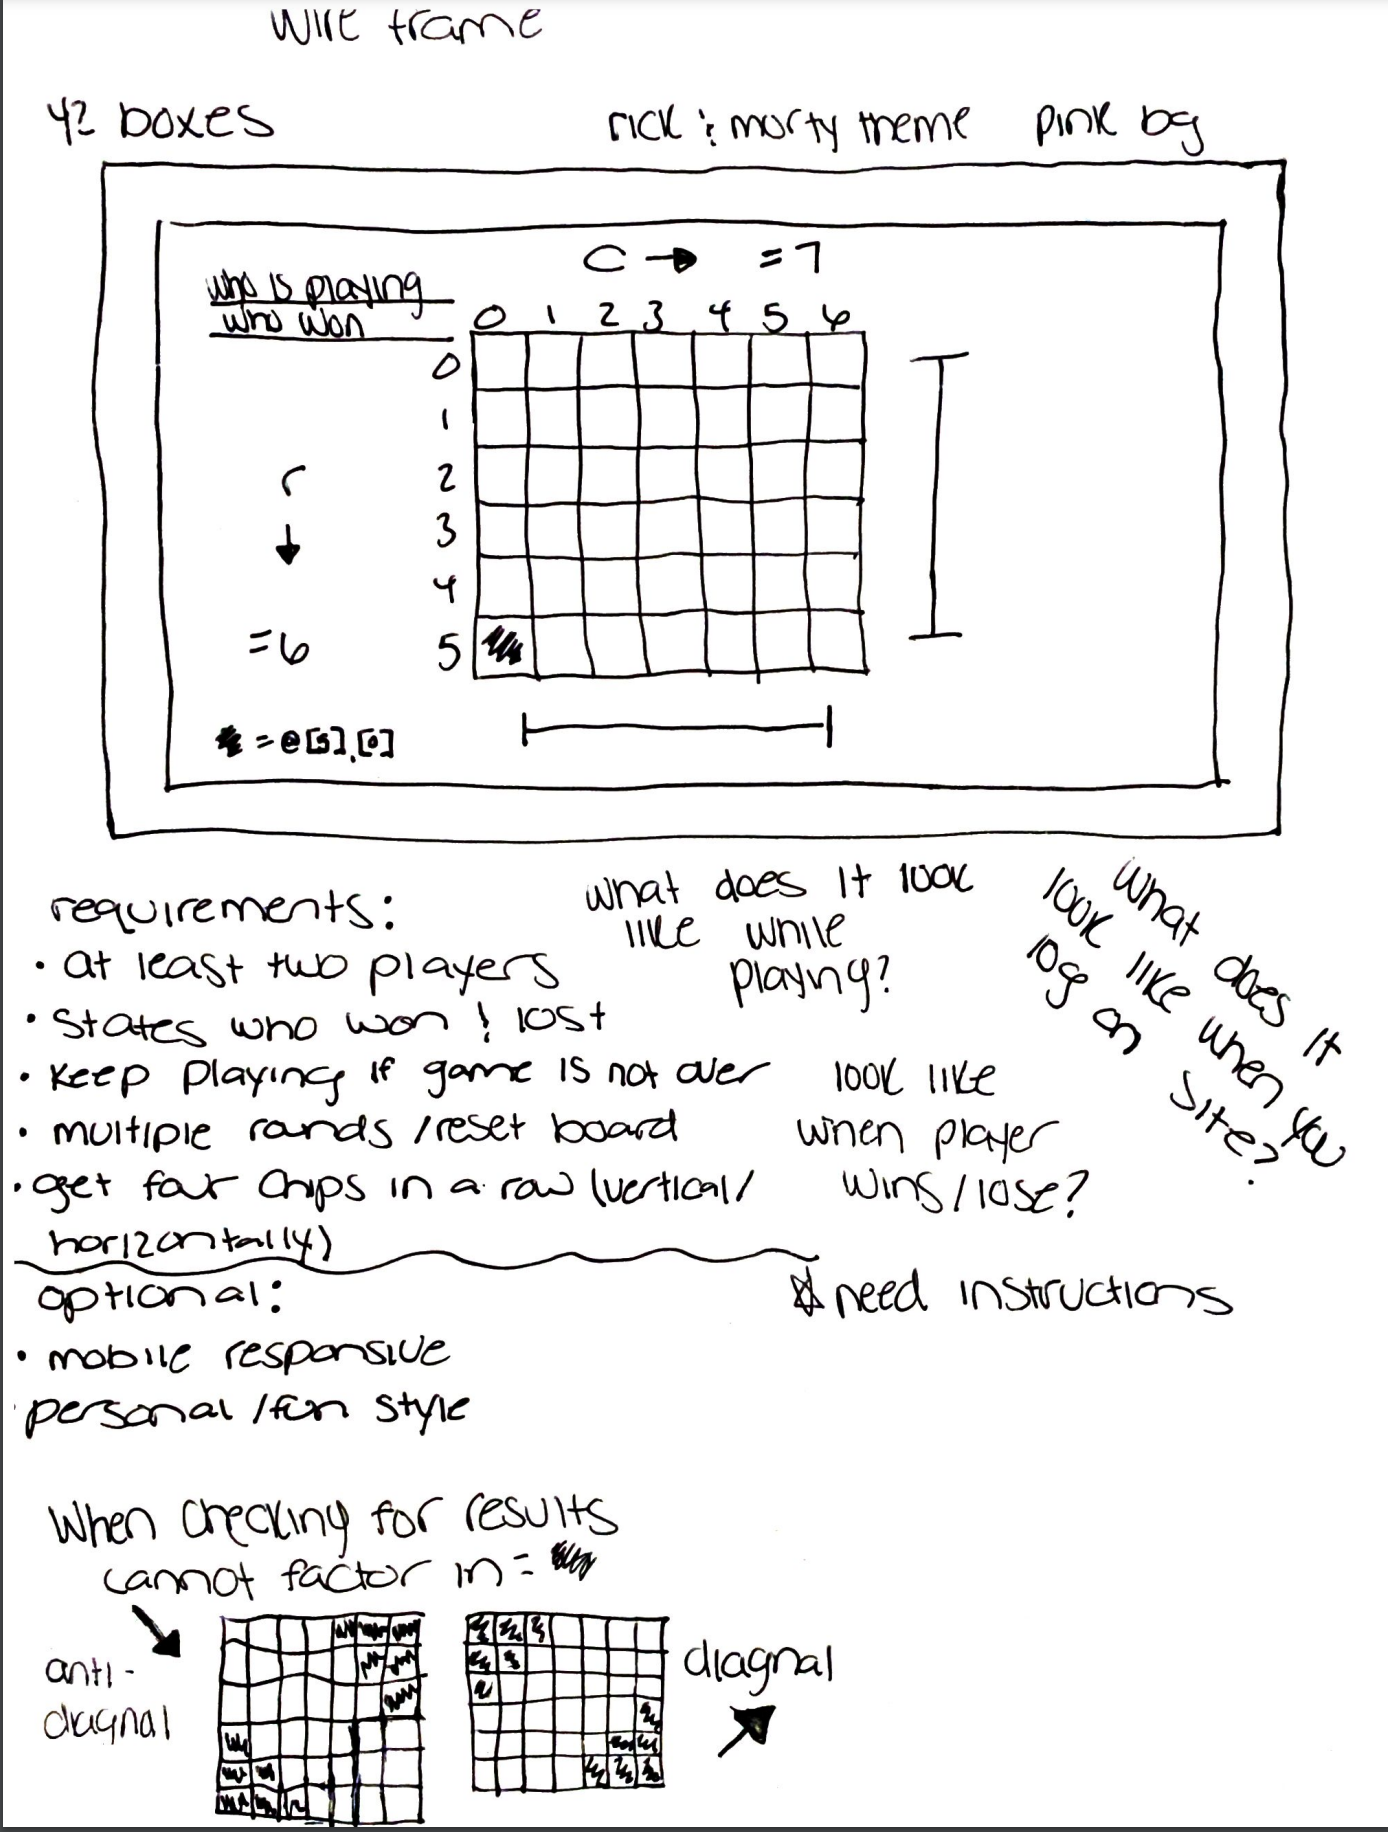 wire frame
42 boxes
rick & morty theme pink bg
C → =7
who is playing
who won
0 1 2 3 4 5 6
0
1
r
2
3
↓
4
=6
5
= e[5],[0]
requirements:
• at least two players
• states who won & lost
• keep playing if game is not over
• multiple rounds / reset board
• get four chips in a row (vertical/
horizontally)
what does it look
like while
playing?
what does it
look like when you
log on site?
look like
when player
wins/lose?
optional:
• mobile responsive
• personal/fun style
☆ need instructions
When checking for results
cannot factor in =
anti-
diagnal
diagnal